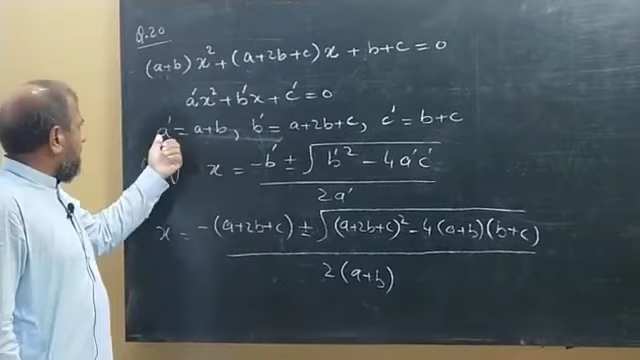 Q.20
(a+b)x² + (a+2b+c)x + b+c = 0
a'x² + b'x + c' = 0
a' = a+b, b' = a+2b+c, c' = b+c
x = (-b' ± √(b'² - 4a'c')) / 2a'
x = (-(a+2b+c) ± √((a+2b+c)² - 4(a+b)(b+c))) / 2(a+b)